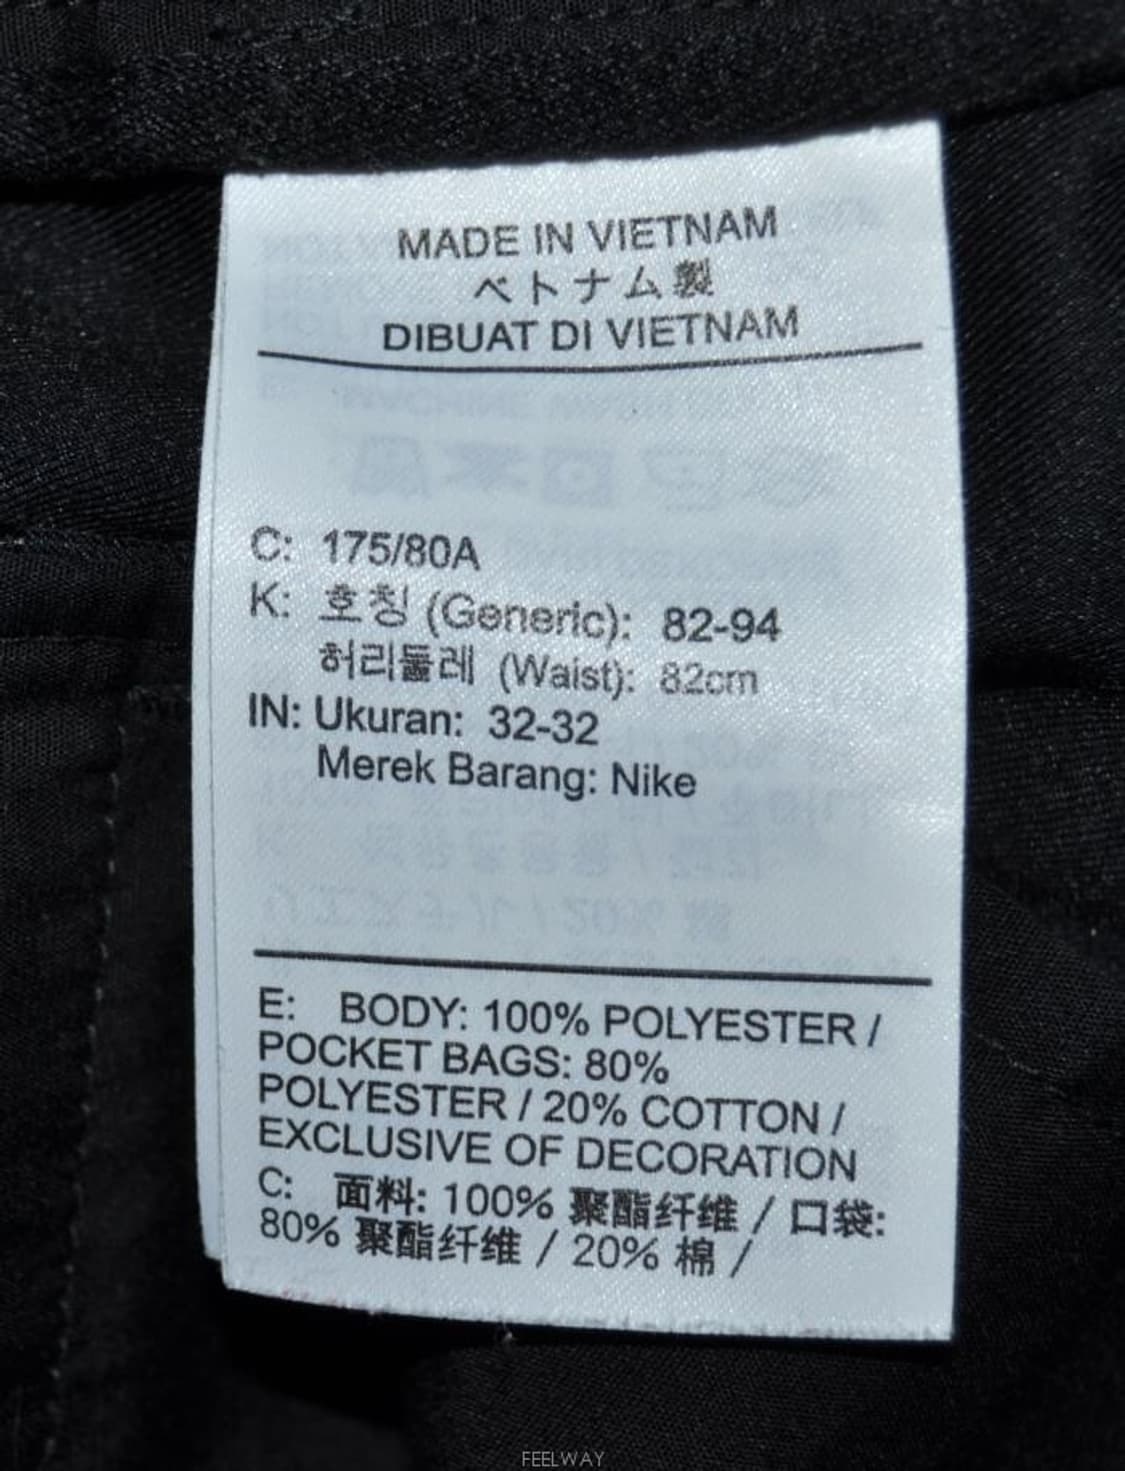 MADE IN VIETNAM
ベトナム製
DIBUAT DI VIETNAM
C: 175/80A
K: 호칭 (Generic): 82-94
허리둘레 (Waist): 82cm
IN: Ukuran: 32-32
Merek Barang: Nike
E: BODY: 100% POLYESTER /
POCKET BAGS: 80%
POLYESTER / 20% COTTON /
EXCLUSIVE OF DECORATION
C: 面料: 100% 聚酯纤维 / 口袋:
80% 聚酯纤维 / 20% 棉 /
FEELWAY